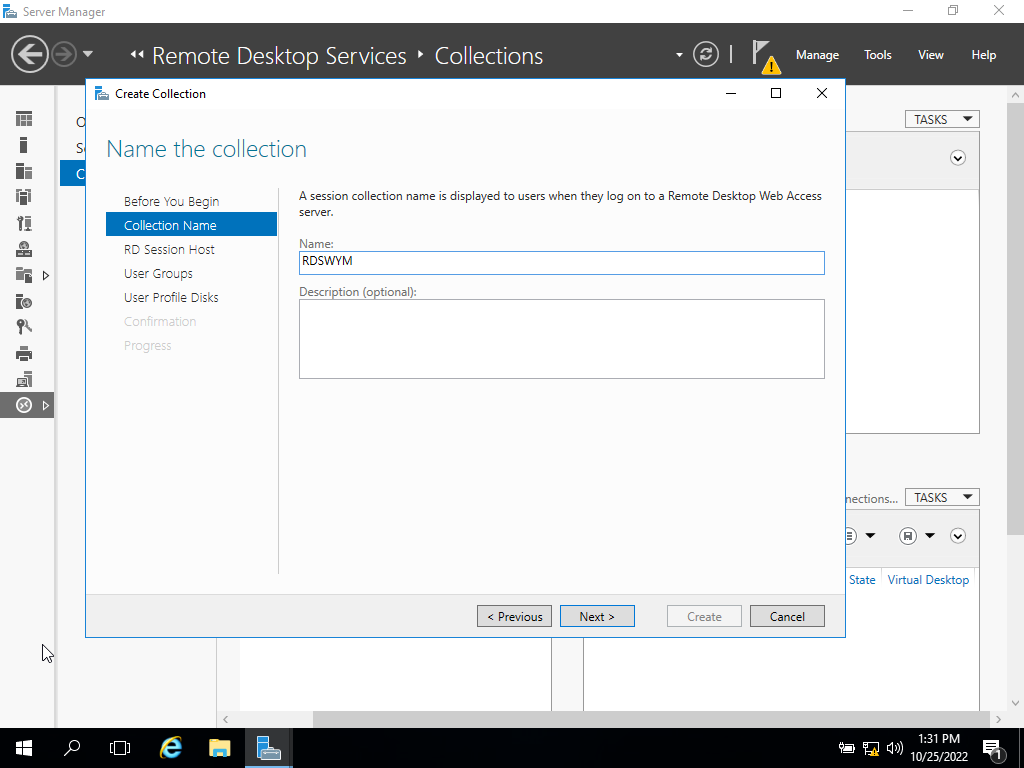 Server Manager
Remote Desktop Services
Collections
Manage
Tools
View
Help
Create Collection
TASKS
Name the collection
Before You Begin
Collection Name
RD Session Host
User Groups
User Profile Disks
Confirmation
Progress
A session collection name is displayed to users when they log on to a Remote Desktop Web Access
server.
Name:
RDSWYM
Description (optional):
nections...
TASKS
State
Virtual Desktop
< Previous
Next >
Create
Cancel
1:31 PM
10/25/2022
1